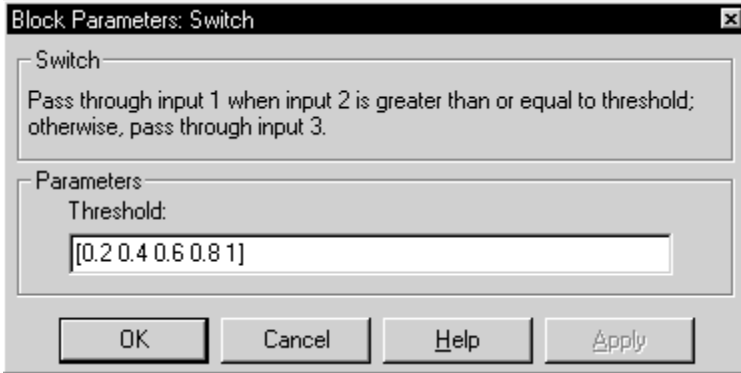 Block Parameters: Switch
Switch
Pass through input 1 when input 2 is greater than or equal to threshold;
otherwise, pass through input 3.
Parameters
Threshold:
[0.2 0.4 0.6 0.8 1]
OK Cancel Help Apply